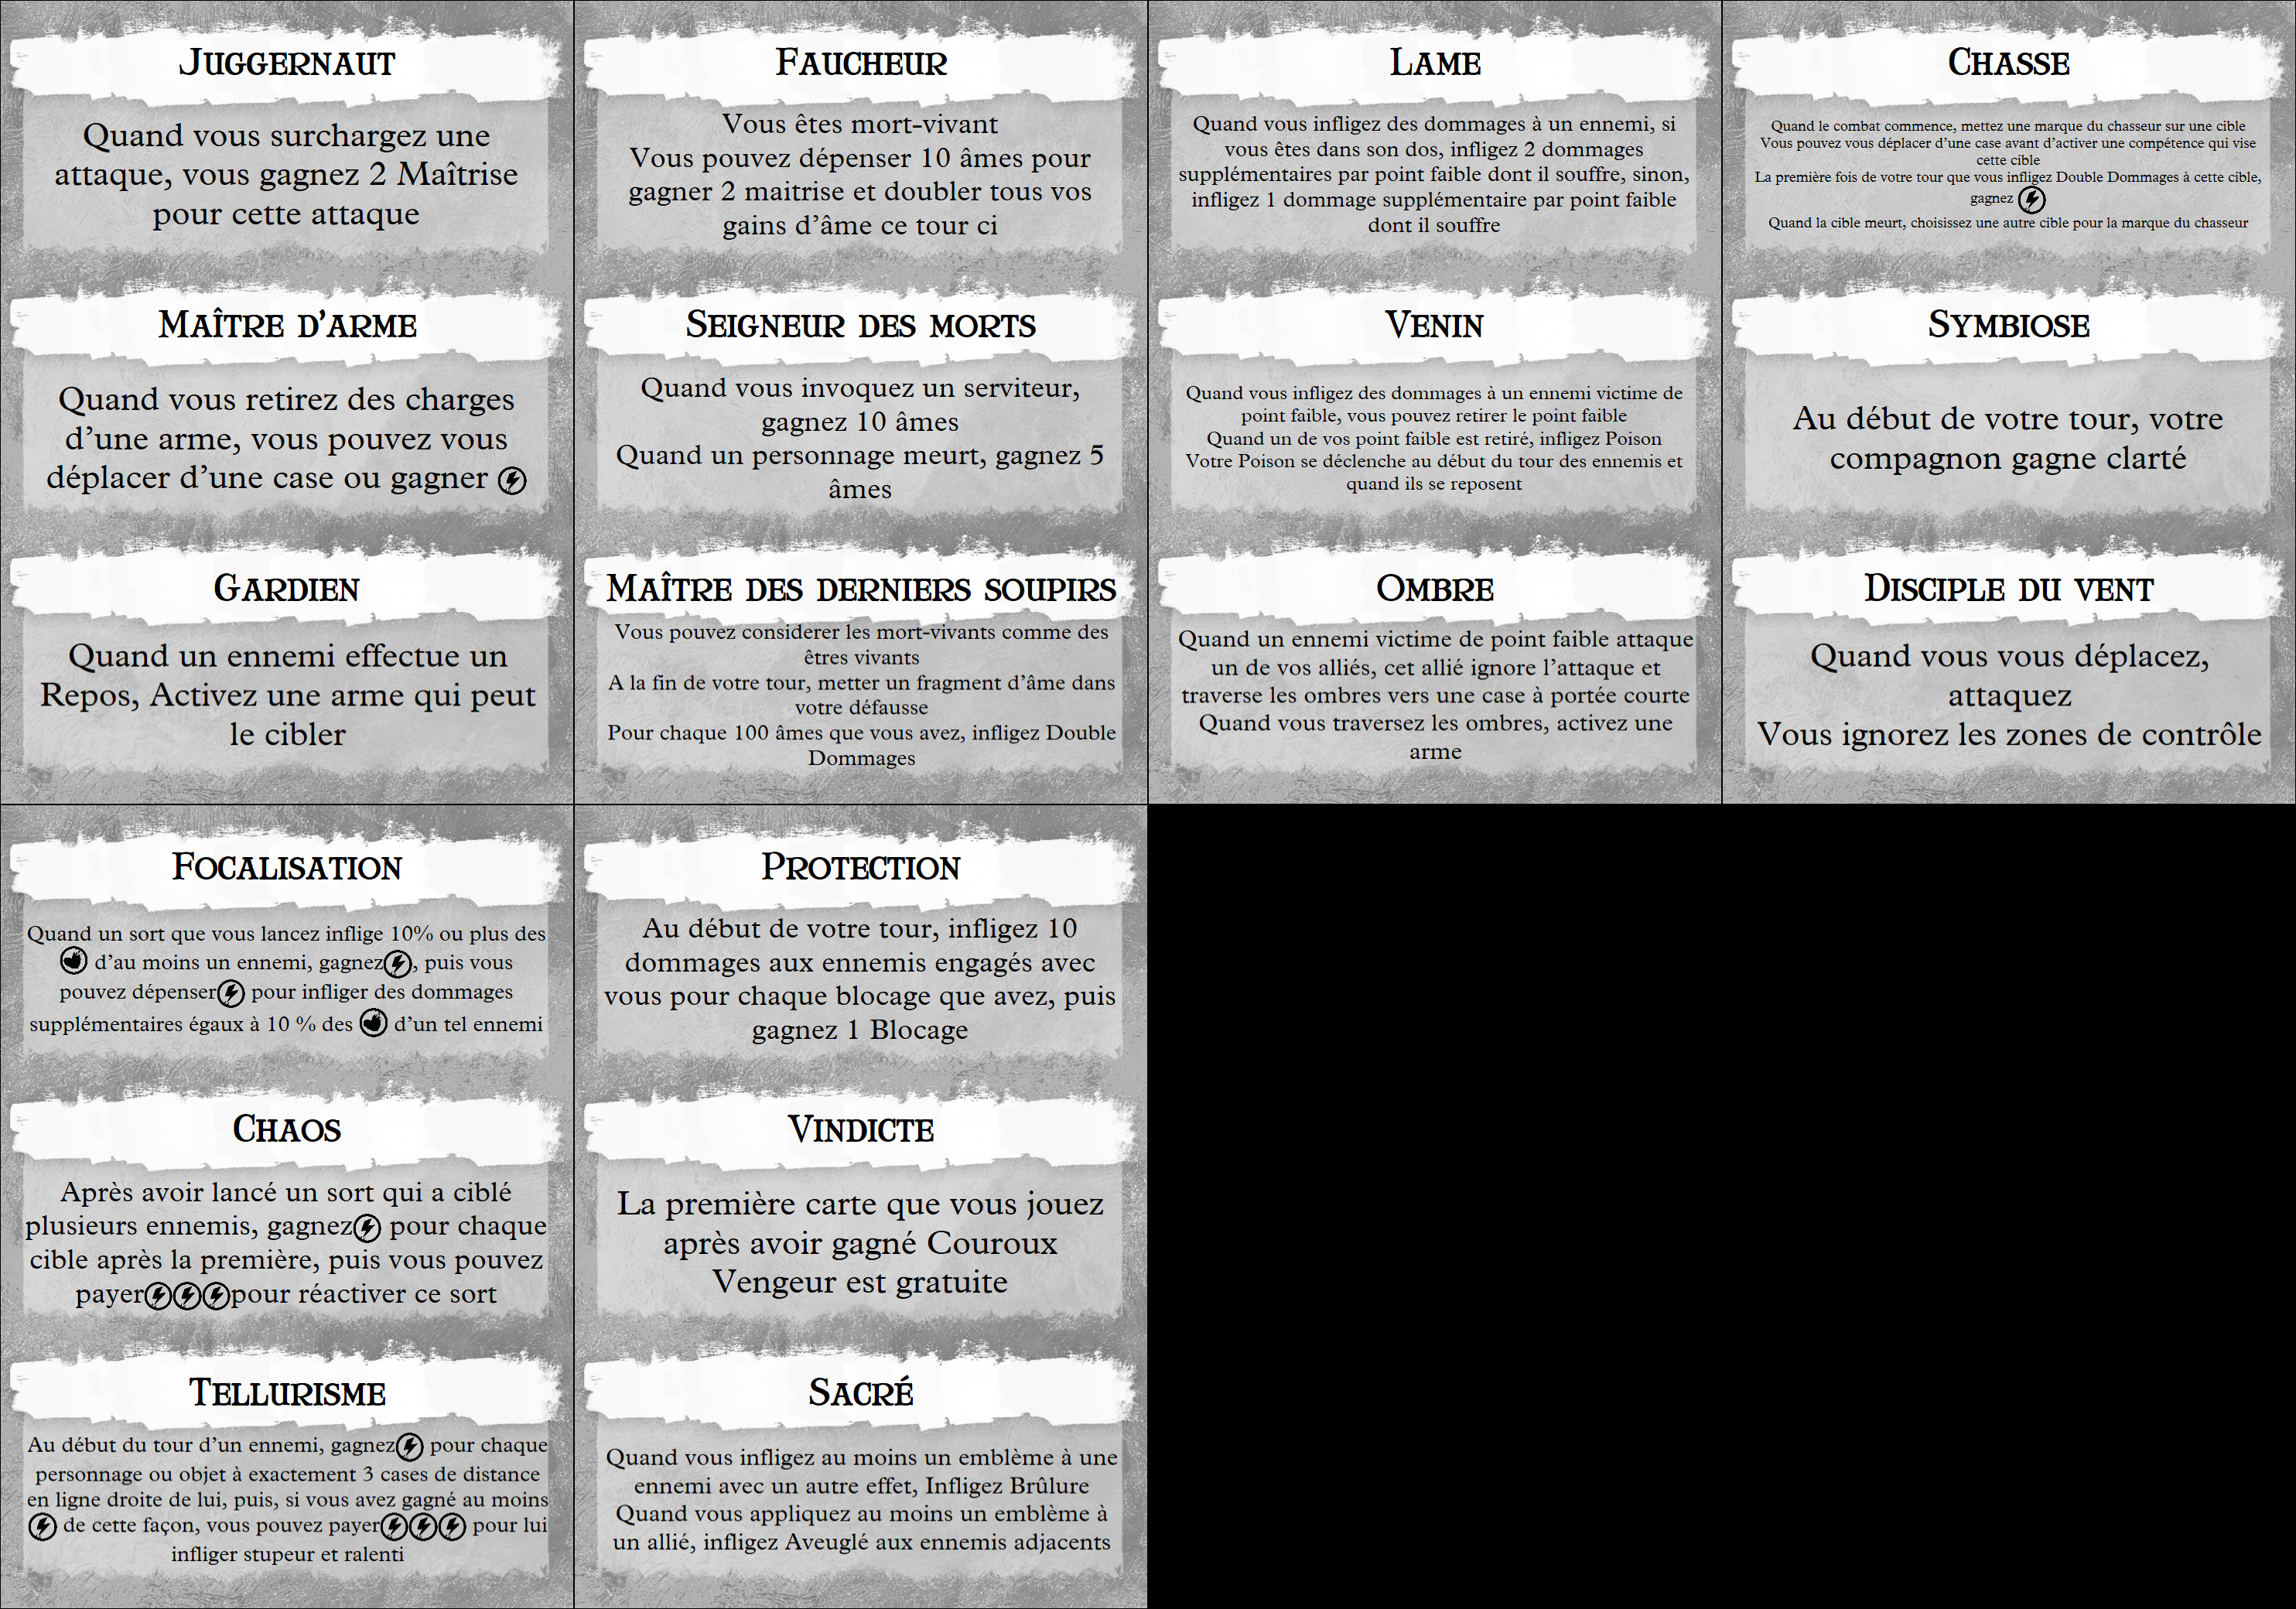 Juggernaut
Quand vous surchargez une
attaque, vous gagnez 2 Maîtrise
pour cette attaque
Maître d'arme
Quand vous retirez des charges
d'une arme, vous pouvez vous
déplacer d'une case ou gagner
Gardien
Quand un ennemi effectue un
Repos, Activez une arme qui peut
le cibler
Faucheur
Vous êtes mort-vivant
Vous pouvez dépenser 10 âmes pour
gagner 2 maitrise et doubler tous vos
gains d'âme ce tour ci
Seigneur des morts
Quand vous invoquez un serviteur,
gagnez 10 âmes
Quand un personnage meurt, gagnez 5
âmes
Maître des derniers soupirs
Vous pouvez considerer les mort-vivants comme des
êtres vivants
A la fin de votre tour, metter un fragment d'âme dans
votre défausse
Pour chaque 100 âmes que vous avez, infligez Double
Dommages
Lame
Quand vous infligez des dommages à un ennemi, si
vous êtes dans son dos, infligez 2 dommages
supplémentaires par point faible dont il souffre, sinon,
infligez 1 dommage supplémentaire par point faible
dont il souffre
Venin
Quand vous infligez des dommages à un ennemi victime de
point faible, vous pouvez retirer le point faible
Quand un de vos point faible est retiré, infligez Poison
Votre Poison se déclenche au début du tour des ennemis et
quand ils se reposent
Ombre
Quand un ennemi victime de point faible attaque
un de vos alliés, cet allié ignore l'attaque et
traverse les ombres vers une case à portée courte
Quand vous traversez les ombres, activez une
arme
Chasse
Quand le combat commence, mettez une marque du chasseur sur une cible
Vous pouvez vous déplacer d'une case avant d'activer une compétence qui vise
cette cible
La première fois de votre tour que vous infligez Double Dommages à cette cible,
gagnez
Quand la cible meurt, choisissez une autre cible pour la marque du chasseur
Symbiose
Au début de votre tour, votre
compagnon gagne clarté
Disciple du vent
Quand vous vous déplacez,
attaquez
Vous ignorez les zones de contrôle
Focalisation
Quand un sort que vous lancez inflige 10% ou plus des
d'au moins un ennemi, gagnez, puis vous
pouvez dépenser pour infliger des dommages
supplémentaires égaux à 10 % des d'un tel ennemi
Chaos
Après avoir lancé un sort qui a ciblé
plusieurs ennemis, gagnez pour chaque
cible après la première, puis vous pouvez
payer pour réactiver ce sort
Tellurisme
Au début du tour d'un ennemi, gagnez pour chaque
personnage ou objet à exactement 3 cases de distance
en ligne droite de lui, puis, si vous avez gagné au moins
de cette façon, vous pouvez payer pour lui
infliger stupeur et ralenti
Protection
Au début de votre tour, infligez 10
dommages aux ennemis engagés avec
vous pour chaque blocage que avez, puis
gagnez 1 Blocage
Vindicte
La première carte que vous jouez
après avoir gagné Couroux
Vengeur est gratuite
Sacré
Quand vous infligez au moins un emblème à une
ennemi avec un autre effet, Infligez Brûlure
Quand vous appliquez au moins un emblème à
un allié, infligez Aveuglé aux ennemis adjacents